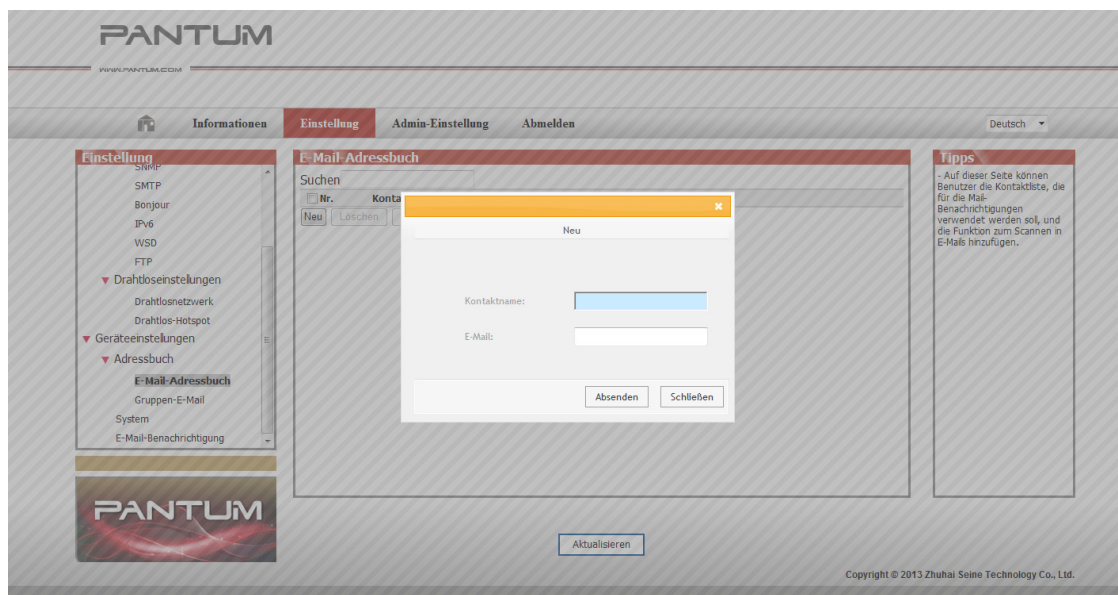 PANTUM
WWW.PANTUM.COM
Informationen Einstellung Admin-Einstellung Abmelden Deutsch
Einstellung
SNMP
SMTP
Bonjour
IPv6
WSD
FTP
Drahtloseinstellungen
Drahtlosnetzwerk
Drahtlos-Hotspot
Geräteeinstellungen
Adressbuch
E-Mail-Adressbuch
Gruppen-E-Mail
System
E-Mail-Benachrichtigung
PANTUM
E-Mail-Adressbuch
Suchen
Nr. Konta
Neu Löschen
Neu
Kontaktname:
E-Mail:
Absenden Schließen
Aktualisieren
Tipps
- Auf dieser Seite können
Benutzer die Kontaktliste, die
für die Mail-
Benachrichtigungen
verwendet werden soll, und
die Funktion zum Scannen in
E-Mails hinzufügen.
Copyright © 2013 Zhuhai Seine Technology Co., Ltd.